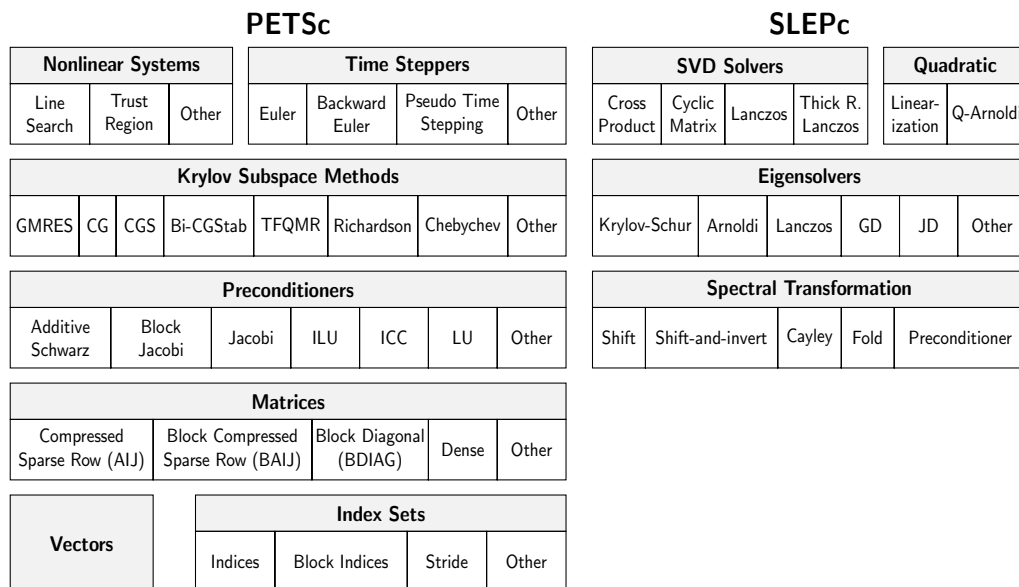 PETSc
SLEPc
Nonlinear Systems
Line
Search
Trust
Region
Other
Time Steppers
Euler
Backward
Euler
Pseudo Time
Stepping
Other
SVD Solvers
Cross
Product
Cyclic
Matrix
Lanczos
Thick R.
Lanczos
Quadratic
Linear-
ization
Q-Arnoldi
Krylov Subspace Methods
GMRES
CG
CGS
Bi-CGStab
TFQMR
Richardson
Chebychev
Other
Eigensolvers
Krylov-Schur
Arnoldi
Lanczos
GD
JD
Other
Preconditioners
Additive
Schwarz
Block
Jacobi
Jacobi
ILU
ICC
LU
Other
Spectral Transformation
Shift
Shift-and-invert
Cayley
Fold
Preconditioner
Matrices
Compressed
Sparse Row (AIJ)
Block Compressed
Sparse Row (BAIJ)
Block Diagonal
(BDIAG)
Dense
Other
Vectors
Index Sets
Indices
Block Indices
Stride
Other